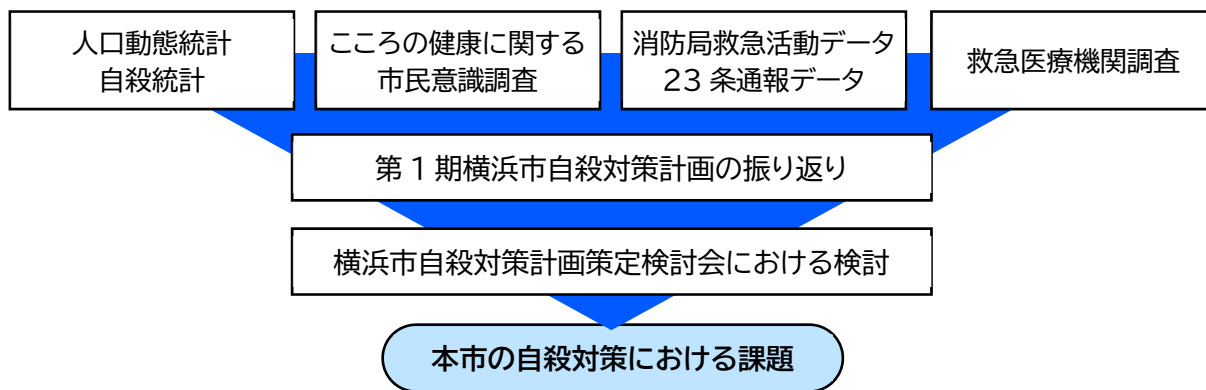 人口動態統計
自殺統計
こころの健康に関する
市民意識調査
消防局救急活動データ
23 条通報データ
救急医療機関調査
第 1 期横浜市自殺対策計画の振り返り
横浜市自殺対策計画策定検討会における検討
本市の自殺対策における課題